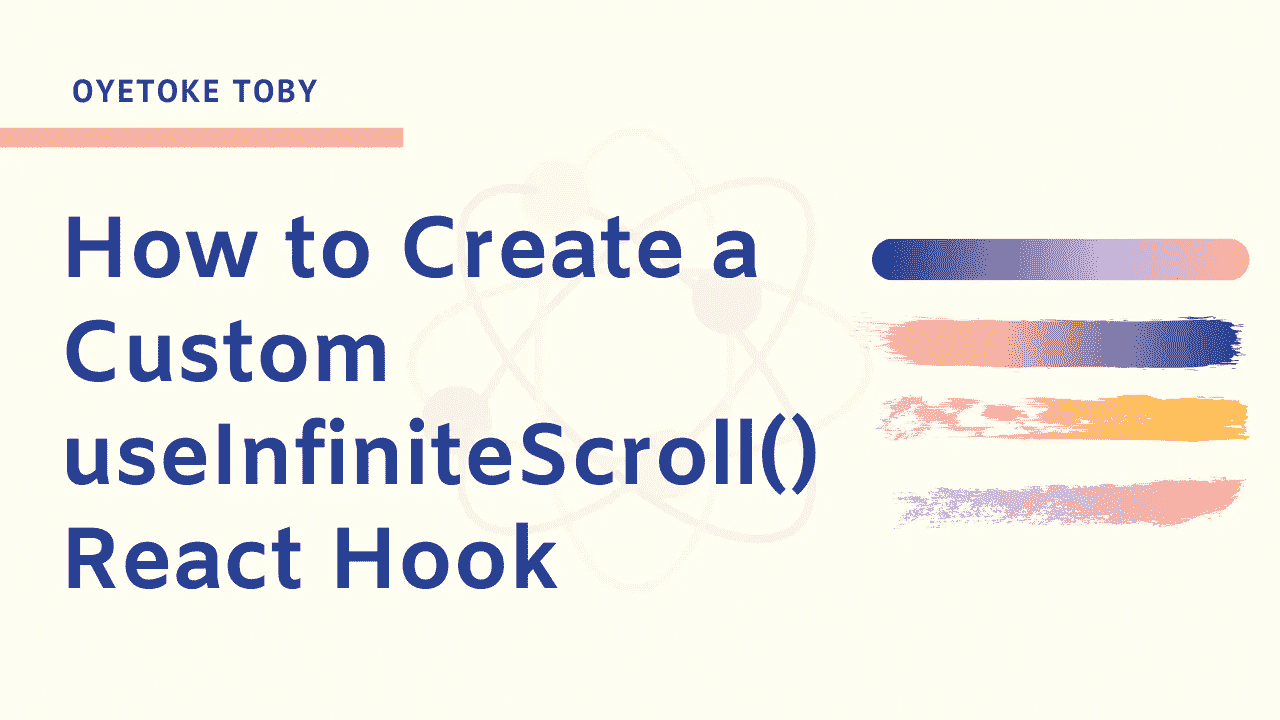 OYETOKE TOBY
How to Create a
Custom
useInfiniteScroll()
React Hook